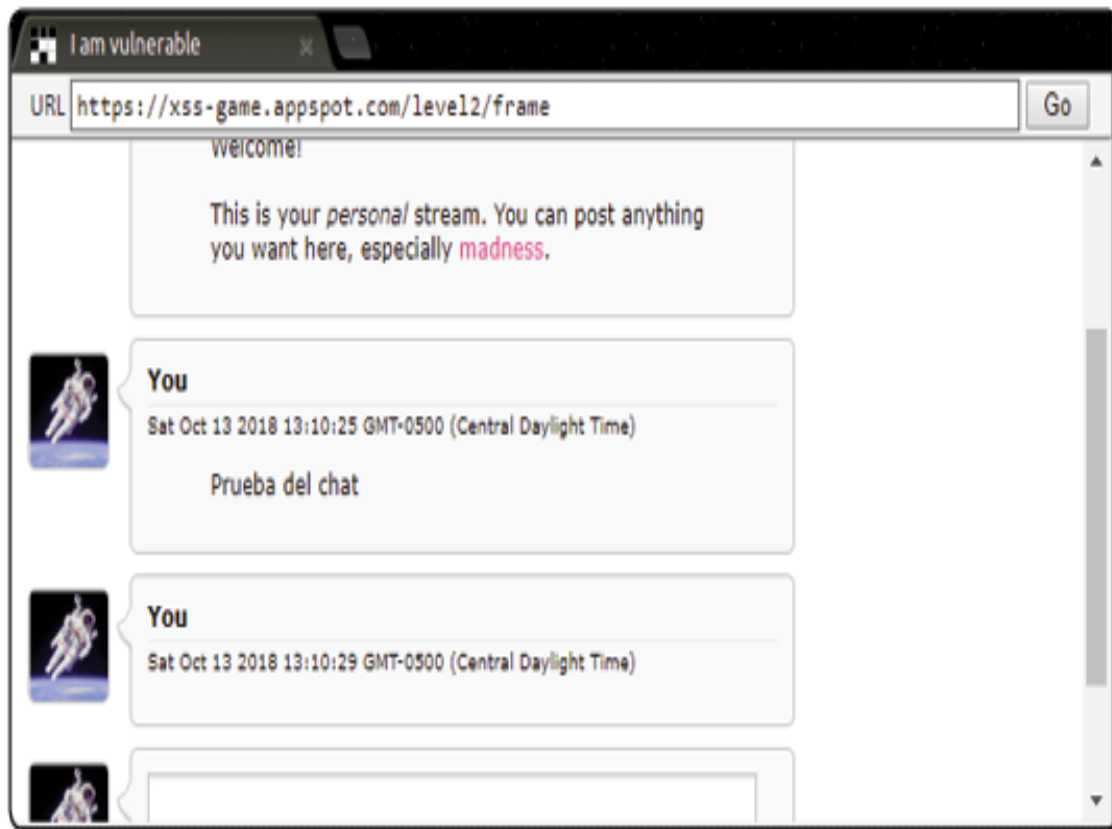 I am vulnerable
URL https://xss-game.appspot.com/level2/frame Go
Welcome!
This is your personal stream. You can post anything
you want here, especially madness.
You
Sat Oct 13 2018 13:10:25 GMT-0500 (Central Daylight Time)
Prueba del chat
You
Sat Oct 13 2018 13:10:29 GMT-0500 (Central Daylight Time)